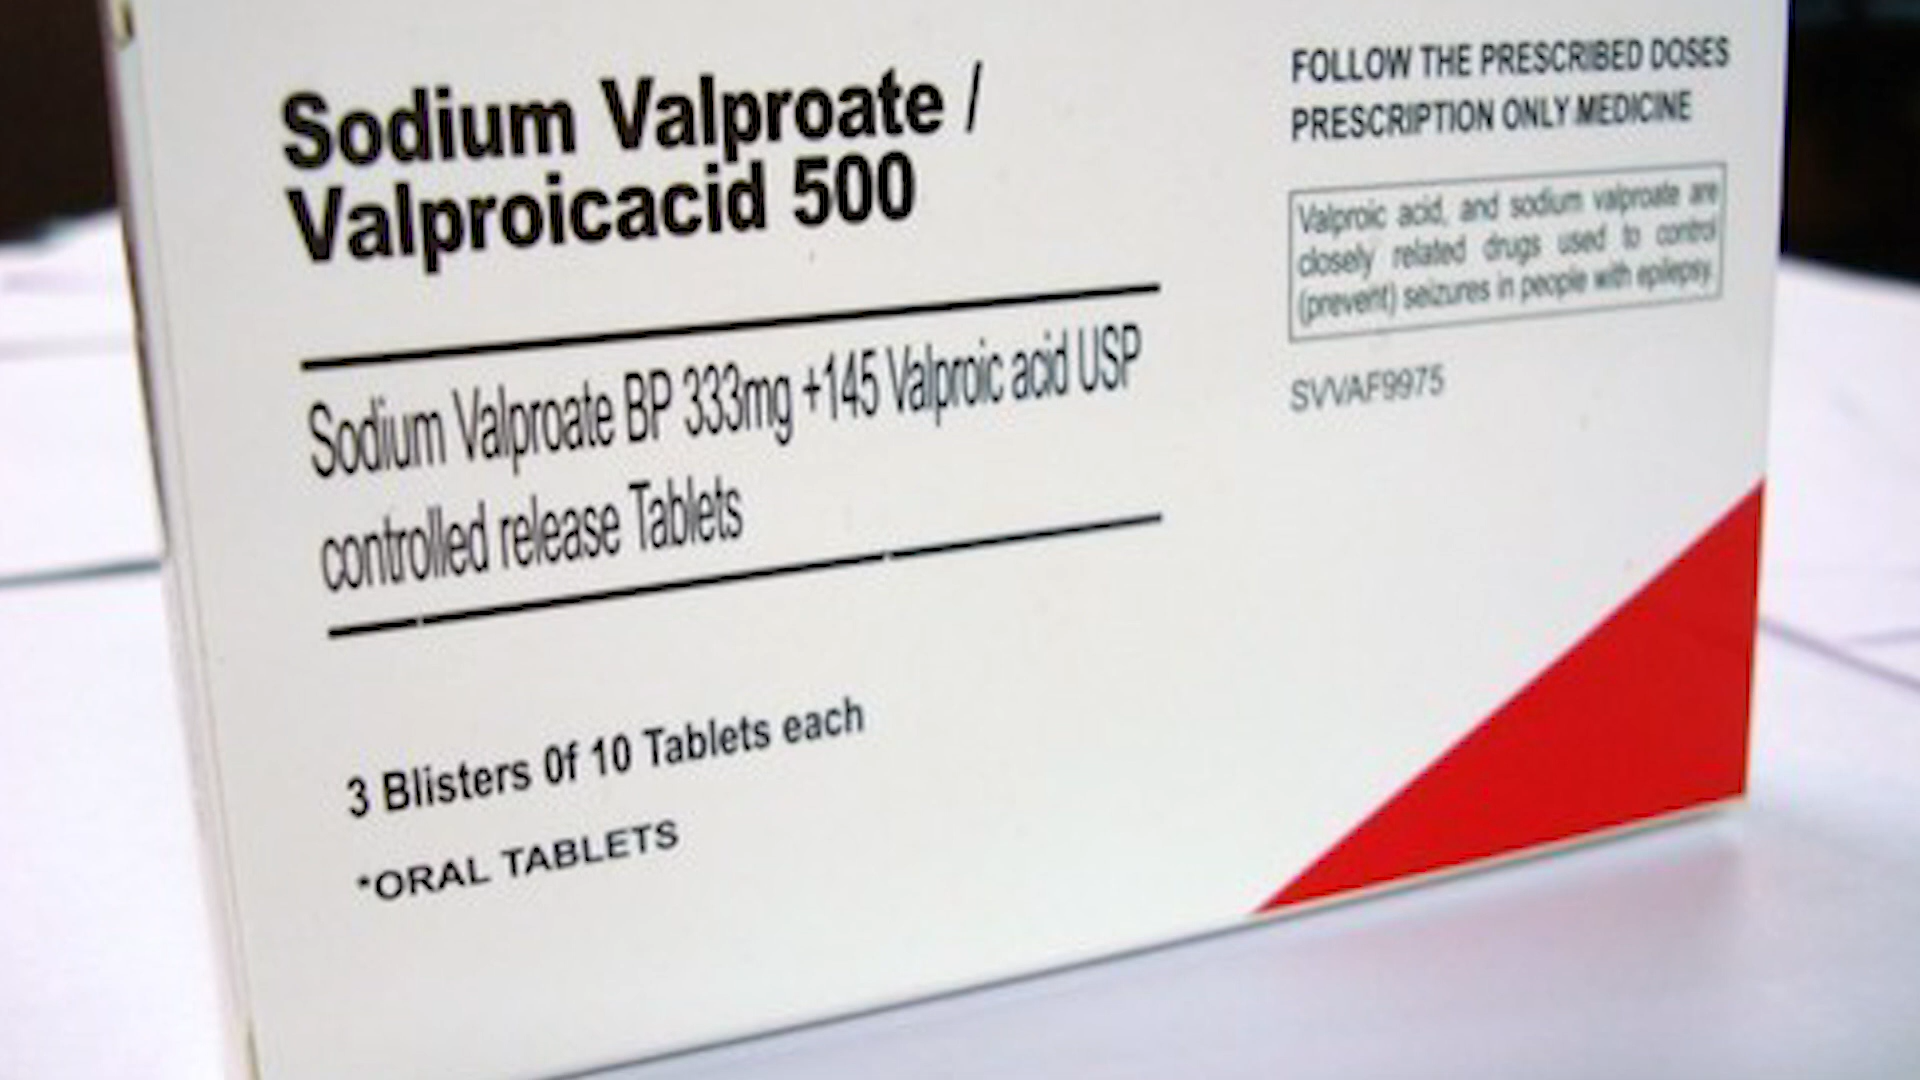 Sodium Valproate /
Valproicacid 500
Sodium Valproate BP 333mg +145 Valproic acid USP
controlled release Tablets
3 Blisters 0f 10 Tablets each
*ORAL TABLETS
FOLLOW THE PRESCRIBED DOSES
PRESCRIPTION ONLY MEDICINE
Valproic acid, and sodium valproate are
closely related drugs used to control
(prevent) seizures in people with epilepsy.
SVVAF9975